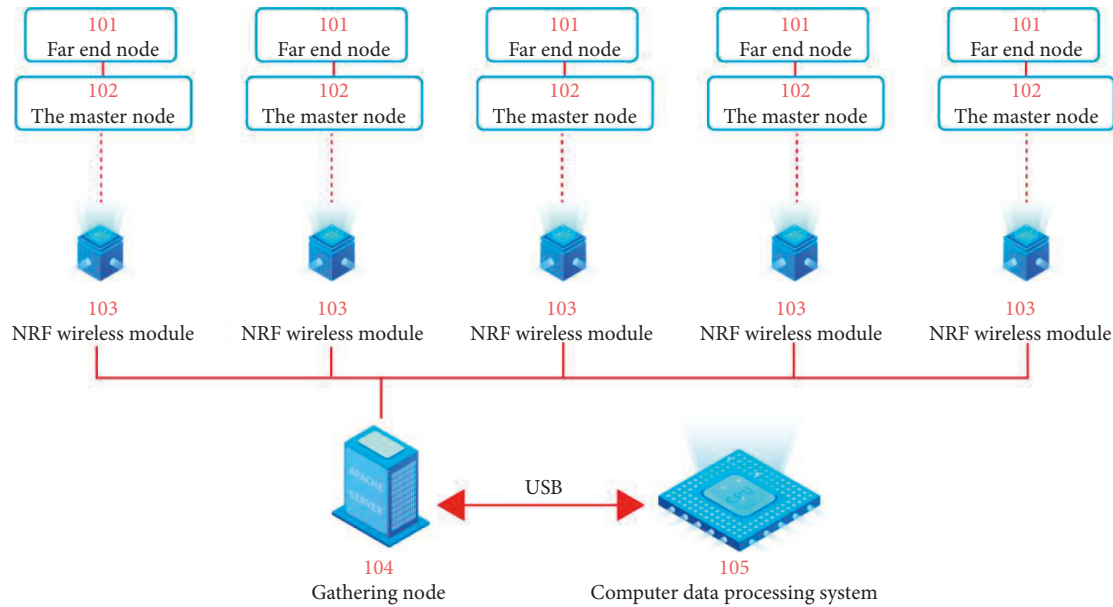 101 101 101 101 101
Far end node Far end node Far end node Far end node Far end node
102 102 102 102 102
The master node The master node The master node The master node The master node
103 103 103 103 103
NRF wireless module NRF wireless module NRF wireless module NRF wireless module NRF wireless module
APACHE
SERVER
USB
CPU
104
Gathering node
105
Computer data processing system